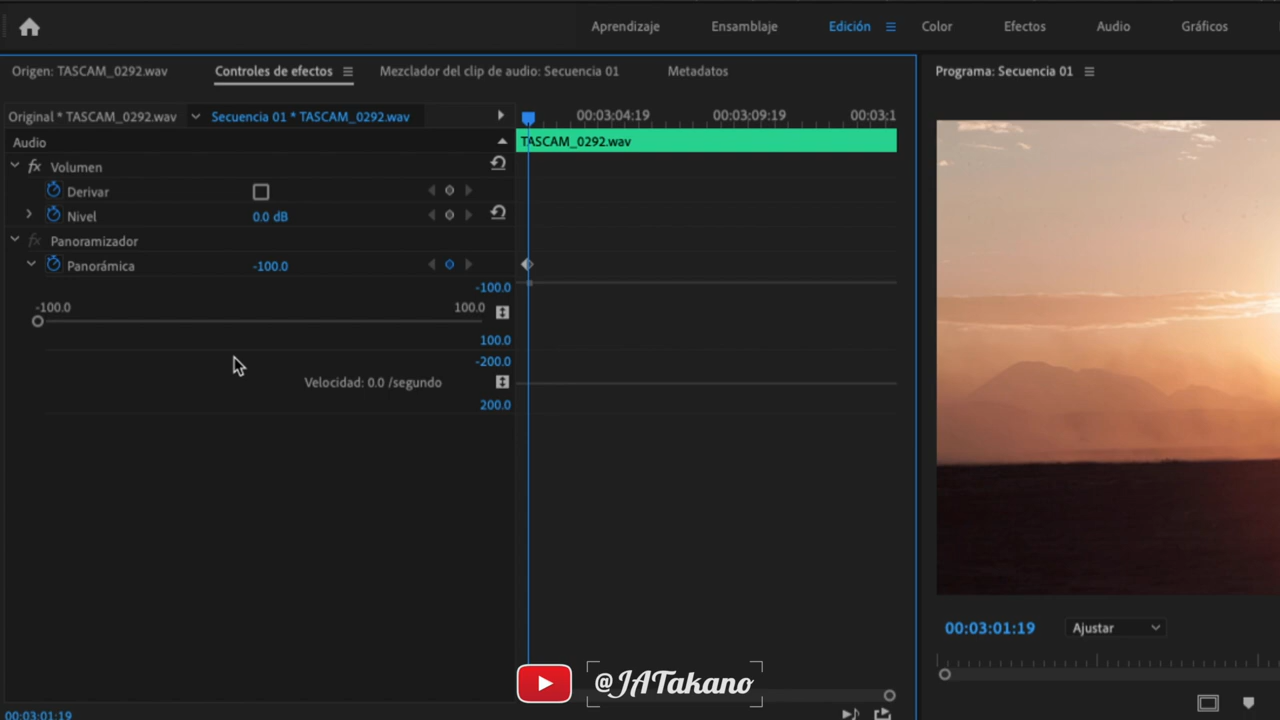 Aprendizaje Ensamblaje Edición Color Efectos Audio Gráficos
Origen: TASCAM_0292.wav Controles de efectos Mezclador del clip de audio: Secuencia 01 Metadatos Programa: Secuencia 01
Original * TASCAM_0292.wav Secuencia 01 * TASCAM_0292.wav 00:03:04:19 00:03:09:19 00:03:1
Audio TASCAM_0292.wav
fx Volumen
Derivar
Nivel 0.0 dB
fx Panoramizador
Panorámica -100.0
-100.0
-100.0 100.0
100.0
-200.0
Velocidad: 0.0 /segundo
200.0
00:03:01:19 Ajustar
@JATakano
00:03:01:19